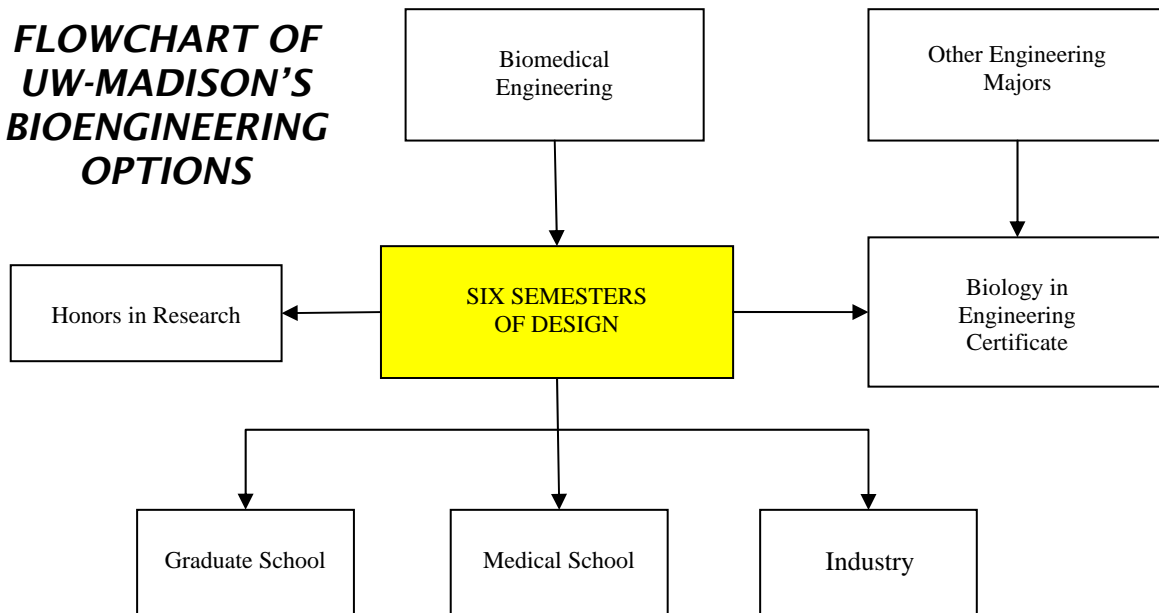 FLOWCHART OF
UW-MADISON'S
BIOENGINEERING
OPTIONS
Biomedical
Engineering
Other Engineering
Majors
Honors in Research
SIX SEMESTERS
OF DESIGN
Biology in
Engineering
Certificate
Graduate School
Medical School
Industry